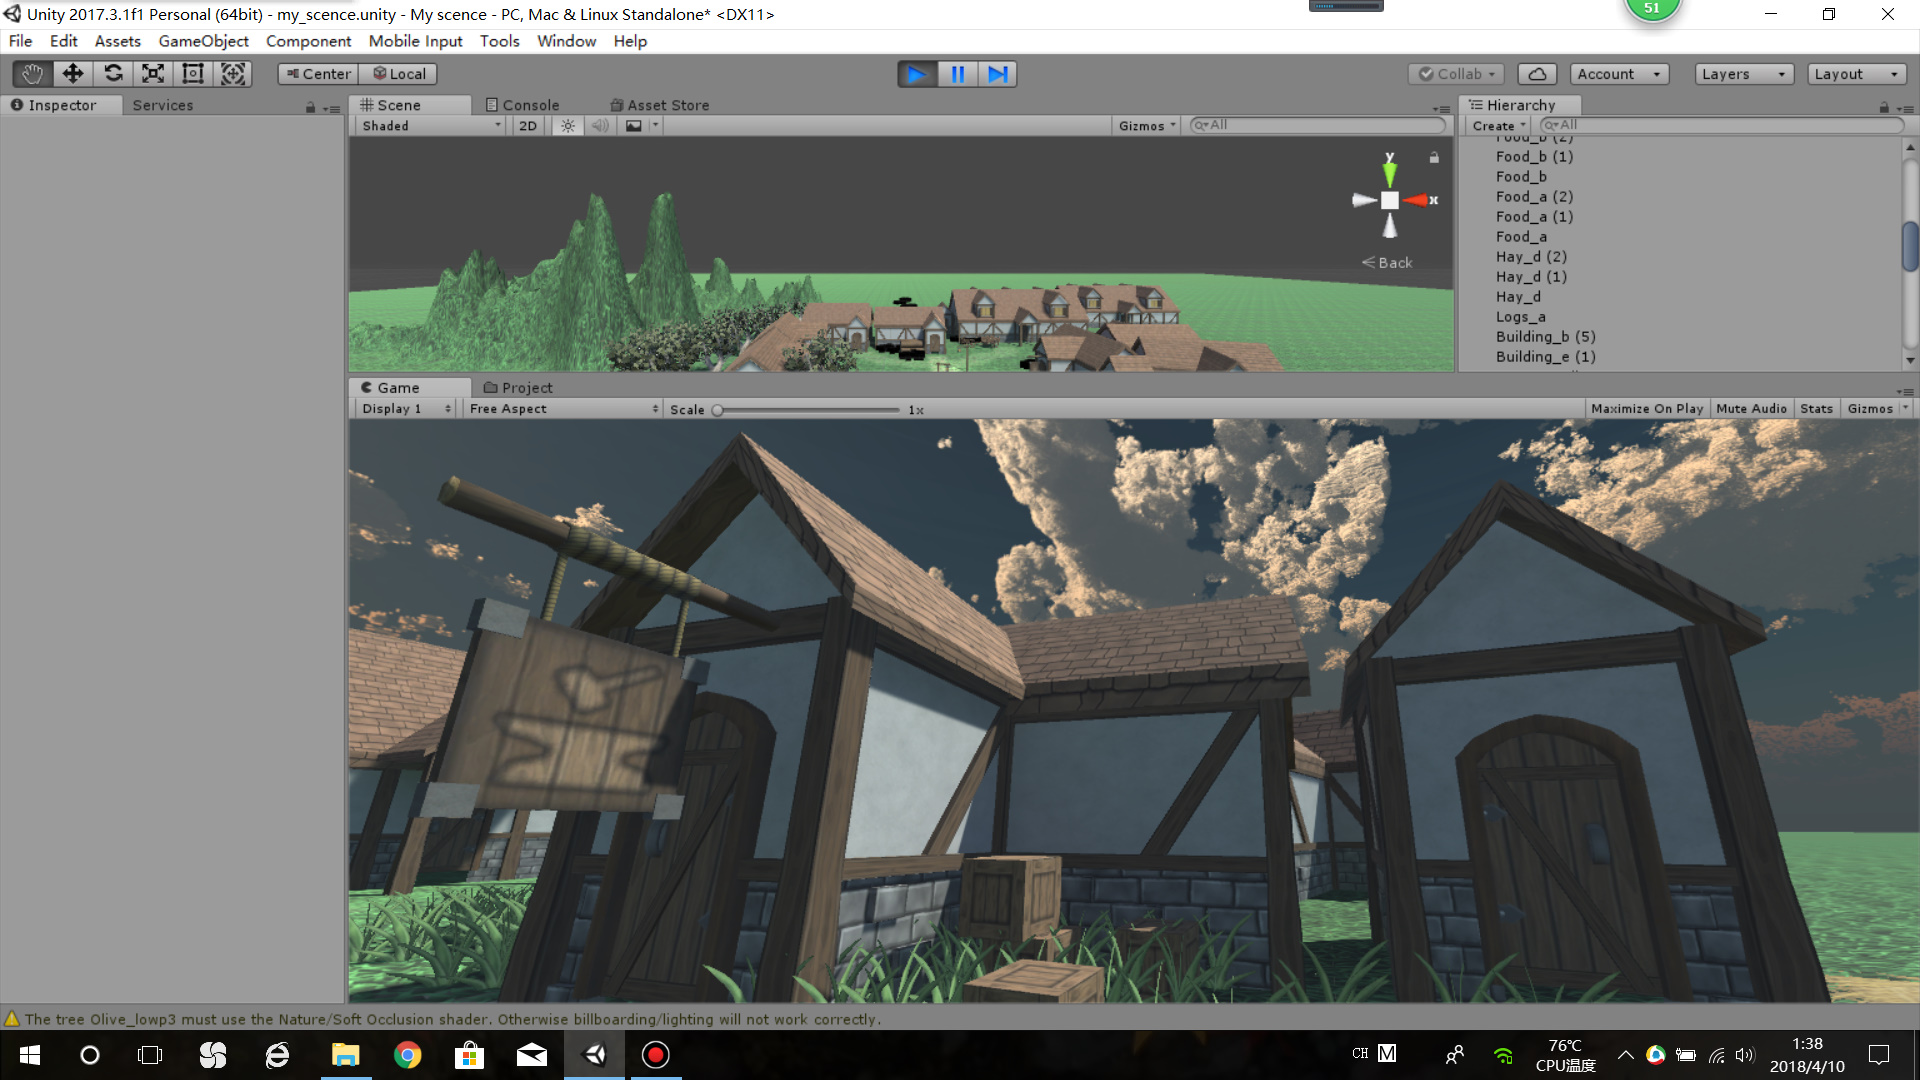 Unity 2017.3.1f1 Personal (64bit) - my_scence.unity - My scence - PC, Mac & Linux Standalone* <DX11>
51
File Edit Assets GameObject Component Mobile Input Tools Window Help
Center Local
Collab Account Layers Layout
Inspector Services
Scene Console Asset Store
Hierarchy
Shaded 2D Gizmos All
Create All
y
x
Back
Food_b (2)
Food_b (1)
Food_b
Food_a (2)
Food_a (1)
Food_a
Hay_d (2)
Hay_d (1)
Hay_d
Logs_a
Building_b (5)
Building_e (1)
Game Project
Display 1 Free Aspect Scale 1x Maximize On Play Mute Audio Stats Gizmos
The tree Olive_lowp3 must use the Nature/Soft Occlusion shader. Otherwise billboarding/lighting will not work correctly.
CH M
76℃
CPU温度
1:38
2018/4/10